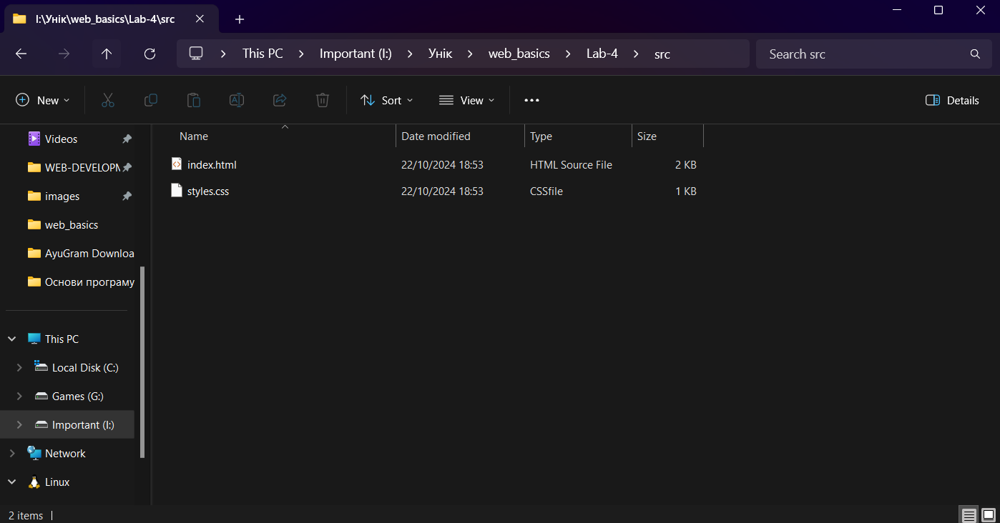 I:\Унік\web_basics\Lab-4\src
This PC Important (I:) Унік web_basics Lab-4 src Search src
New Sort View Details
Name Date modified Type Size
index.html 22/10/2024 18:53 HTML Source File 2 KB
styles.css 22/10/2024 18:53 CSSfile 1 KB
Videos
WEB-DEVELOPM
images
web_basics
AyuGram Downloa
Основи програму
This PC
Local Disk (C:)
Games (G:)
Important (I:)
Network
Linux
2 items